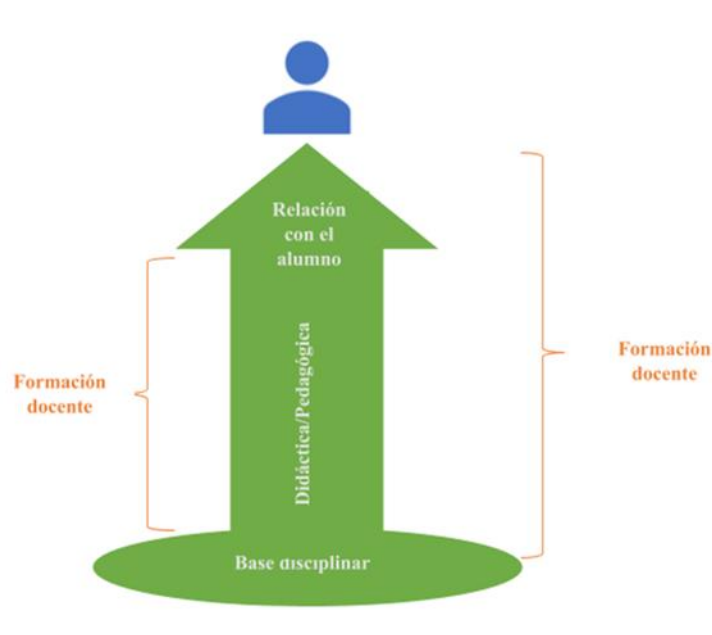 Relación
con el
alumno
Didáctica/Pedagógica
Formación
docente
Formación
docente
Base disciplinar